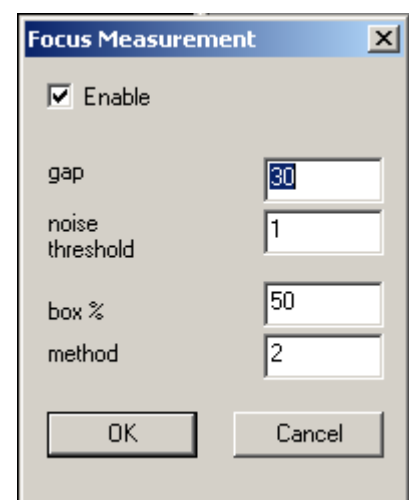 Focus Measurement
Enable
gap 30
noise
threshold 1
box % 50
method 2
OK Cancel